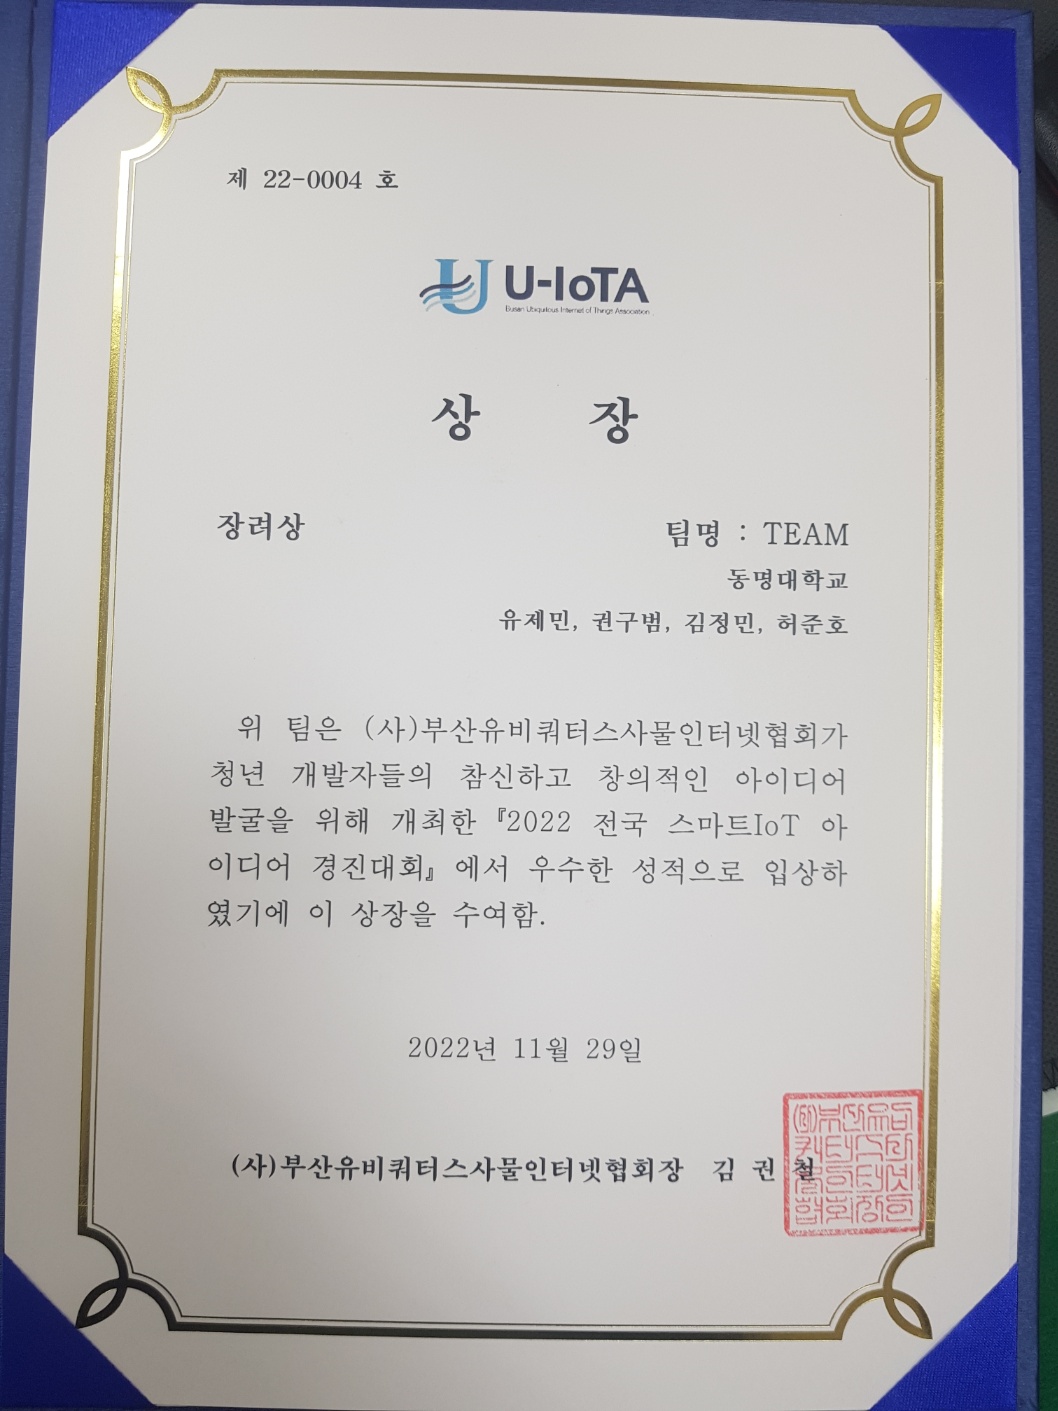 제 22-0004 호
U-IoTA
Busan Ubiquitous Internet of Things Association
상 장
장려상
팀명 : TEAM
동명대학교
유제민, 권구범, 김정민, 허준호
위 팀은 (사)부산유비쿼터스사물인터넷협회가
청년 개발자들의 참신하고 창의적인 아이디어
발굴을 위해 개최한 『2022 전국 스마트IoT 아
이디어 경진대회』에서 우수한 성적으로 입상하
였기에 이 상장을 수여함.
2022년 11월 29일
(사)부산유비쿼터스사물인터넷협회장 김 권 철